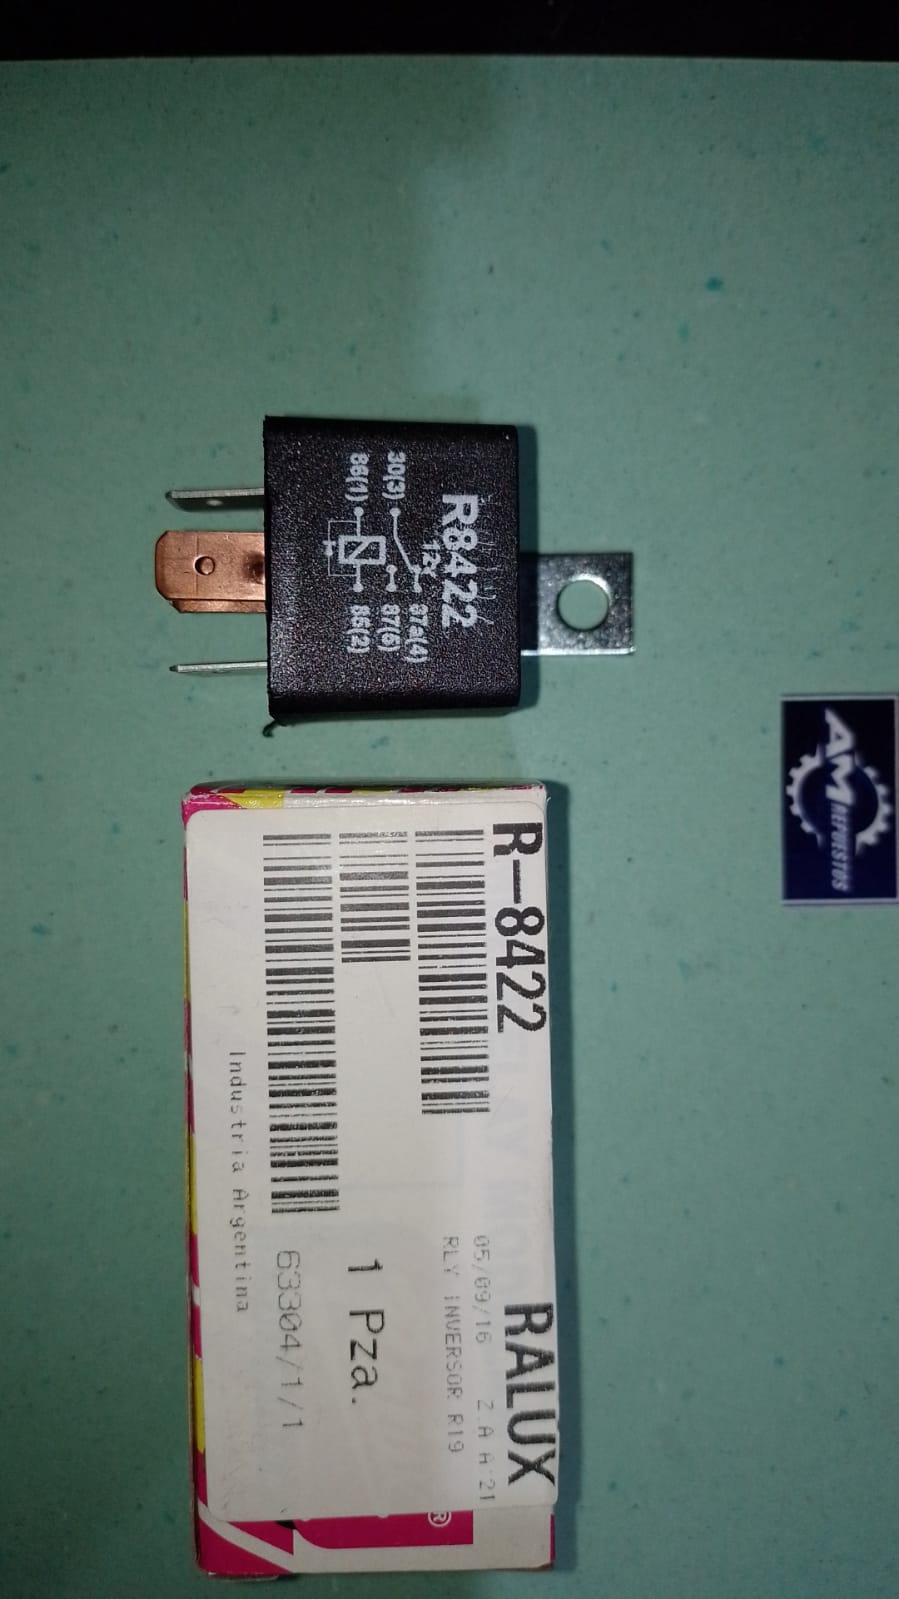 R8422
12V
30(3)
87a(4)
87(5)
86(1)
85(2)
R-8422
RALUX
05/09/16 Z.A A 21
RLY INVERSOR R19
1 Pza.
63304/1/1
Industria Argentina
®
AM
REPUESTOS